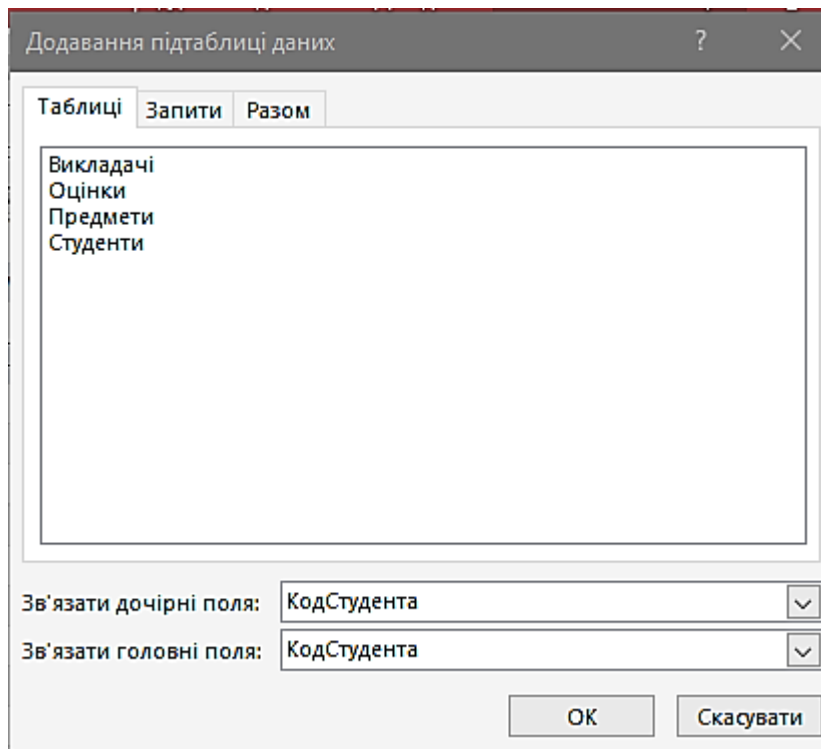 Додавання підтаблиці даних ? ×
Таблиці Запити Разом
Викладачі
Оцінки
Предмети
Студенти
Зв'язати дочірні поля: КодСтудента
Зв'язати головні поля: КодСтудента
ОК Скасувати